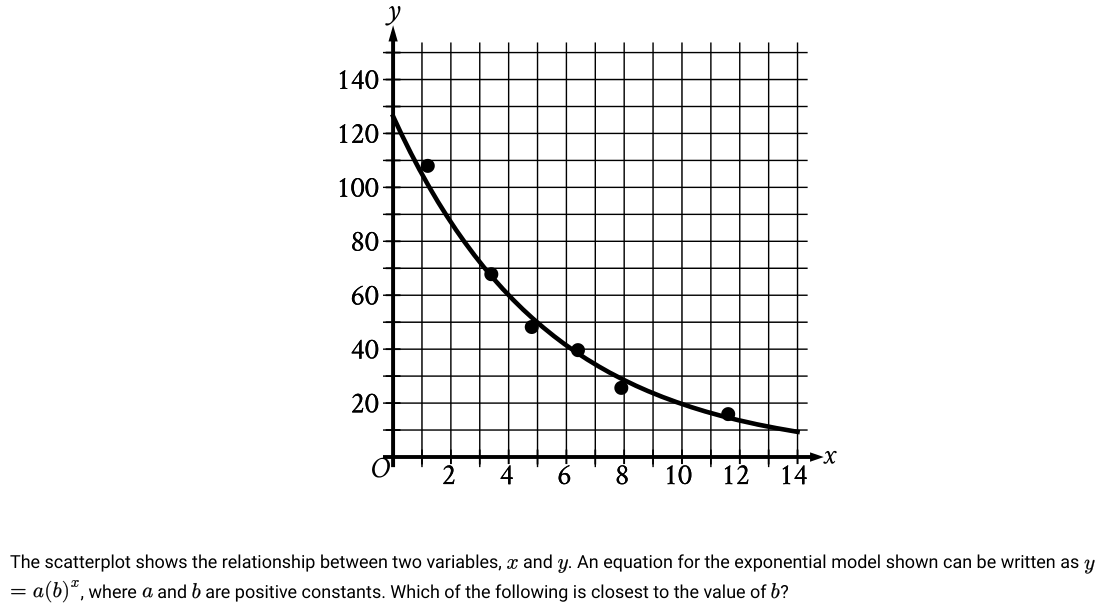 y
140
120
100
80
60
40
20
O
2 4 6 8 10 12 14
x
The scatterplot shows the relationship between two variables, x and y. An equation for the exponential model shown can be written as y
= a(b)^x, where a and b are positive constants. Which of the following is closest to the value of b?